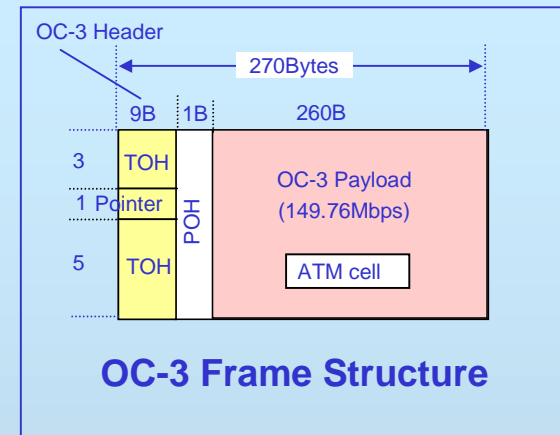 OC-3 Header
270Bytes
9B 1B 260B
3 TOH
1 Pointer
5 TOH
POH
OC-3 Payload
(149.76Mbps)
ATM cell
OC-3 Frame Structure